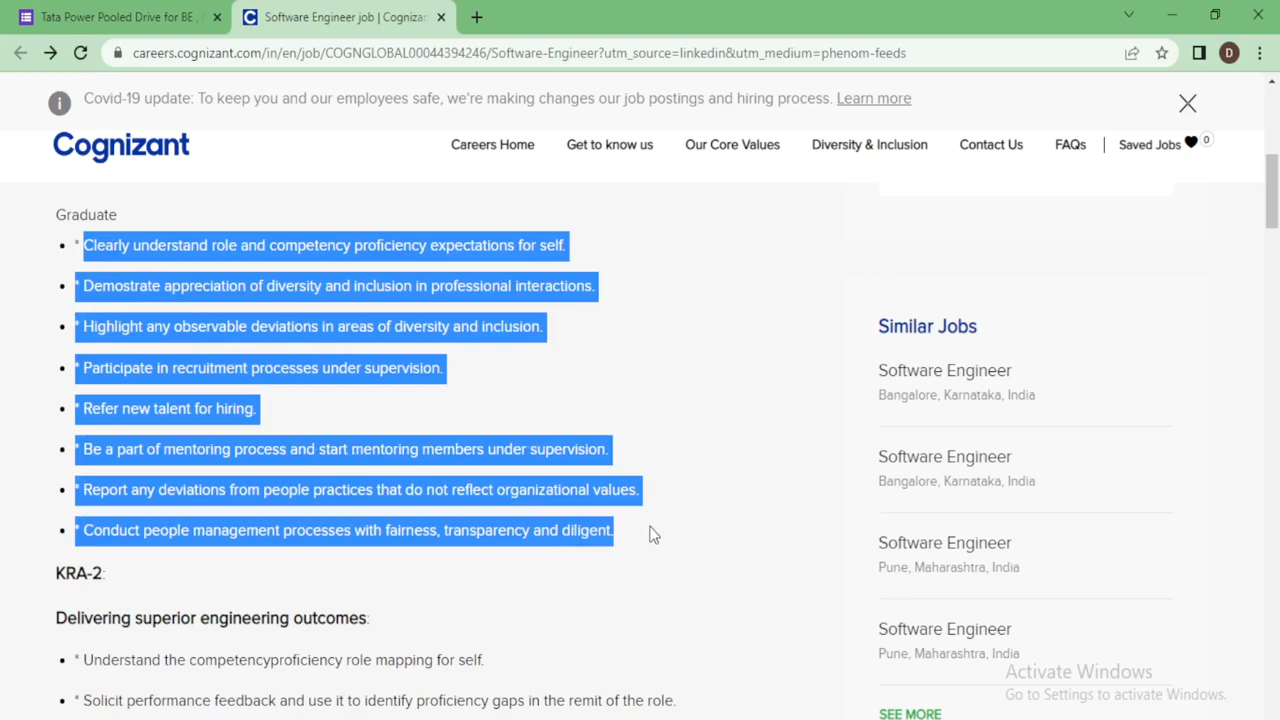 Tata Power Pooled Drive for BE ,
Software Engineer job | Cognizan
careers.cognizant.com/in/en/job/COGNGLOBAL00044394246/Software-Engineer?utm_source=linkedin&utm_medium=phenom-feeds
D
Covid-19 update: To keep you and our employees safe, we're making changes our job postings and hiring process. Learn more
Cognizant
Careers Home Get to know us Our Core Values Diversity & Inclusion Contact Us FAQs | Saved Jobs 0
Graduate
• * Clearly understand role and competency proficiency expectations for self.
• * Demostrate appreciation of diversity and inclusion in professional interactions.
• * Highlight any observable deviations in areas of diversity and inclusion.
• * Participate in recruitment processes under supervision.
• * Refer new talent for hiring.
• * Be a part of mentoring process and start mentoring members under supervision.
• * Report any deviations from people practices that do not reflect organizational values.
• * Conduct people management processes with fairness, transparency and diligent.
KRA-2:
Delivering superior engineering outcomes:
• * Understand the competencyproficiency role mapping for self.
• * Solicit performance feedback and use it to identify proficiency gaps in the remit of the role.
Similar Jobs
Software Engineer
Bangalore, Karnataka, India
Software Engineer
Bangalore, Karnataka, India
Software Engineer
Pune, Maharashtra, India
Software Engineer
Pune, Maharashtra, India
SEE MORE
Activate Windows
Go to Settings to activate Windows.